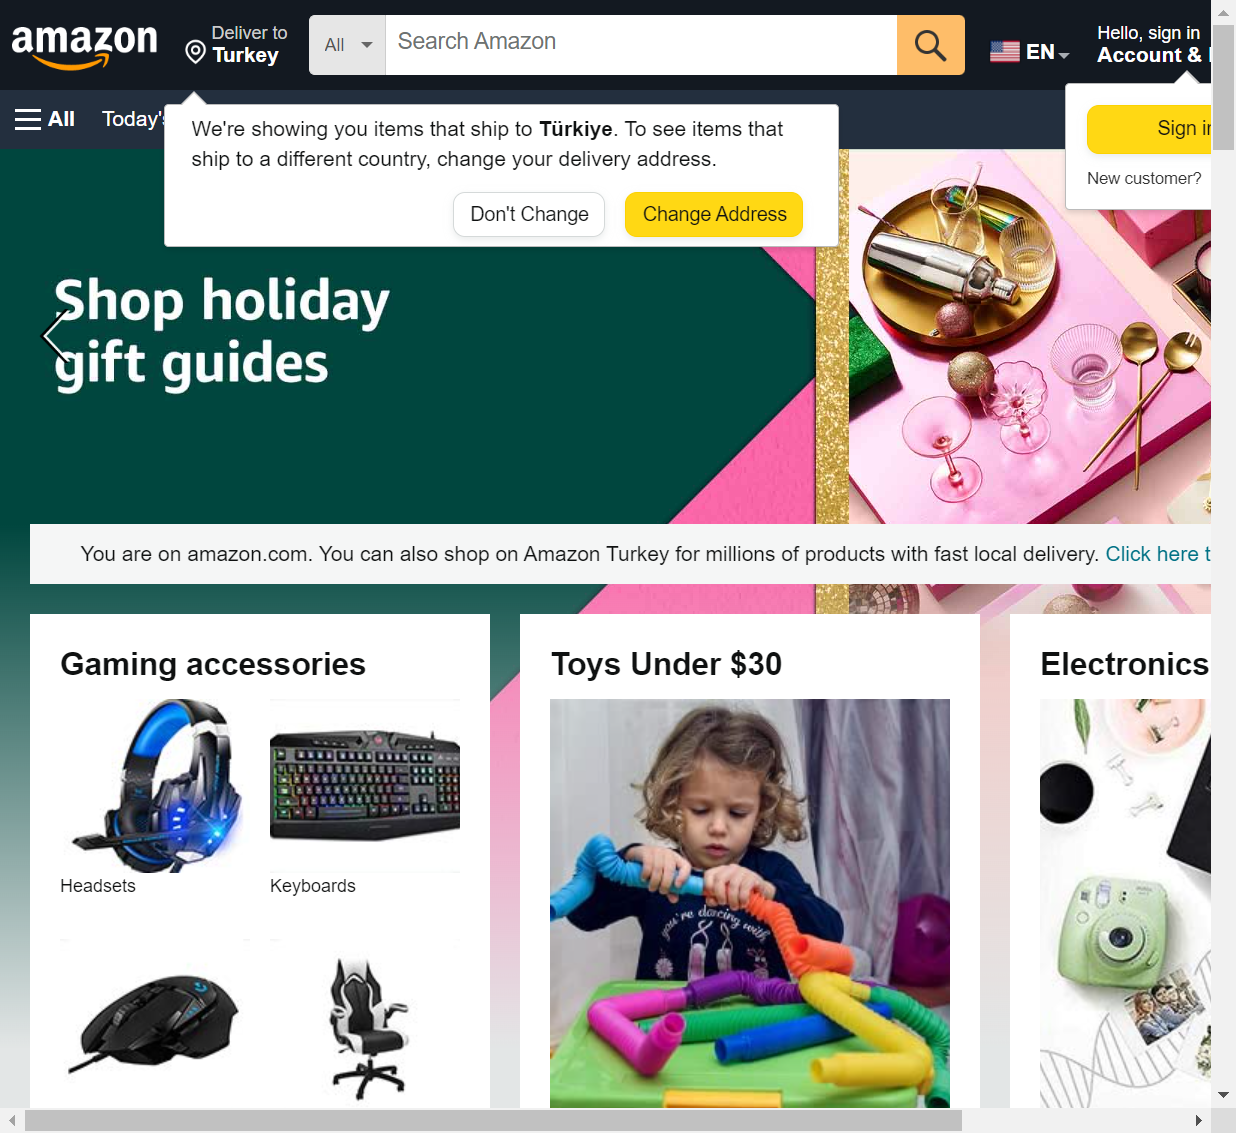 amazon
Deliver to
Turkey
All
Search Amazon
EN
Hello, sign in
Account &
All
Today's
We're showing you items that ship to Türkiye. To see items that
ship to a different country, change your delivery address.
Don't Change
Change Address
Sign in
New customer?
Shop holiday
gift guides
You are on amazon.com. You can also shop on Amazon Turkey for millions of products with fast local delivery. Click here t
Gaming accessories
Headsets
Keyboards
Toys Under $30
you're dancing with
Electronics